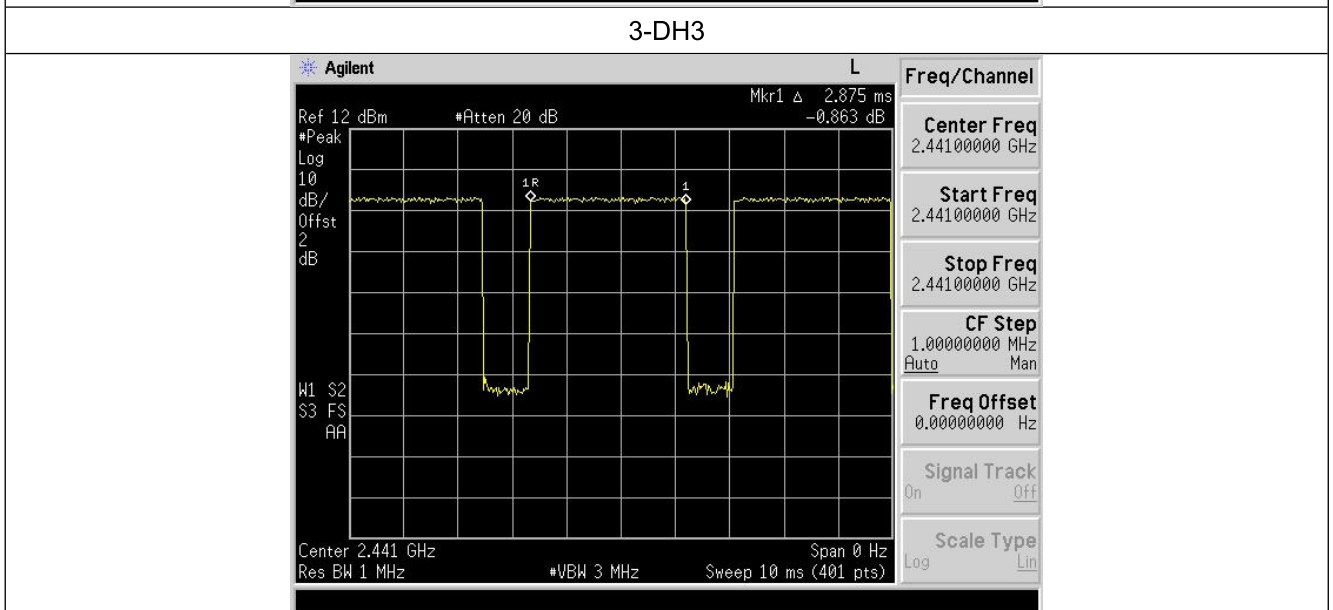 3-DH3
Agilent L
Mkr1 Δ 2.875 ms
Ref 12 dBm #Atten 20 dB -0.863 dB
#Peak
Log
10
dB/
Offst
2
dB
1R
1
W1 S2
S3 FS
AA
Center 2.441 GHz Span 0 Hz
Res BW 1 MHz #VBW 3 MHz Sweep 10 ms (401 pts)
Freq/Channel
Center Freq
2.44100000 GHz
Start Freq
2.44100000 GHz
Stop Freq
2.44100000 GHz
CF Step
1.00000000 MHz
Auto Man
Freq Offset
0.00000000 Hz
Signal Track
On Off
Scale Type
Log Lin